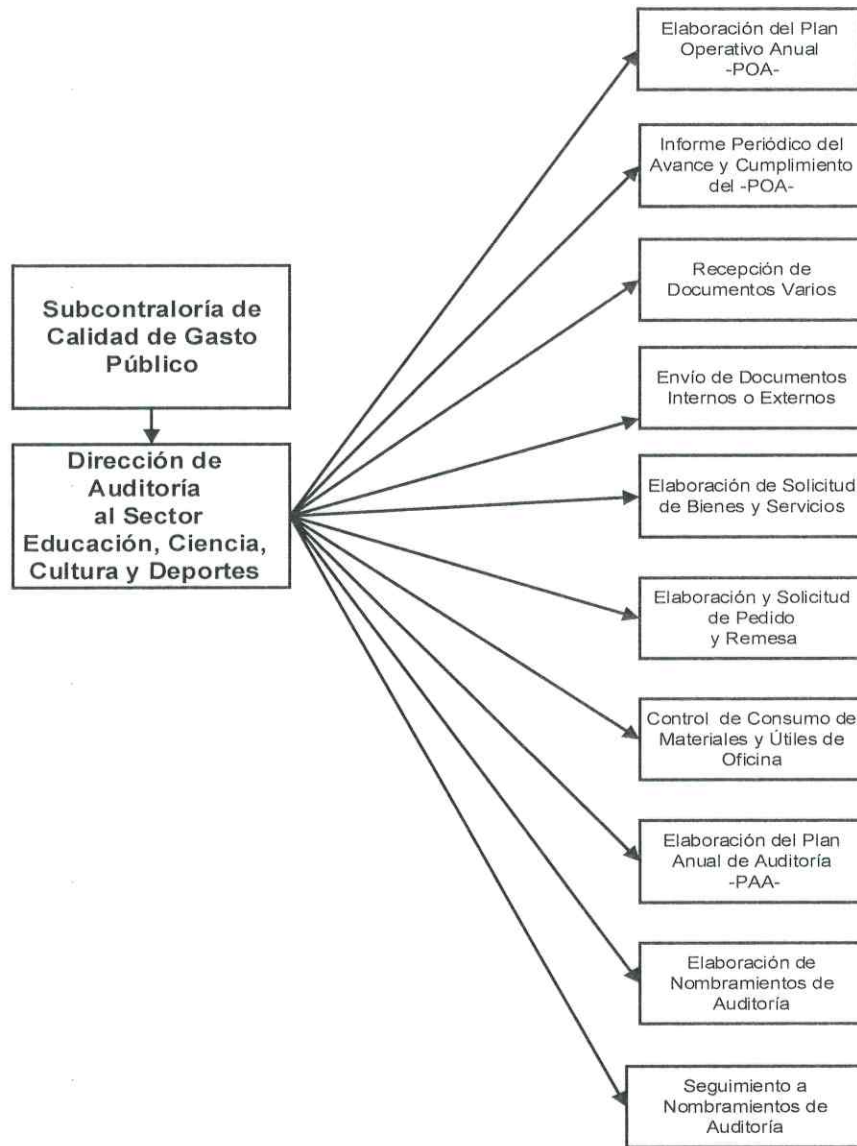 Subcontraloría de
Calidad de Gasto
Público
Dirección de
Auditoría
al Sector
Educación, Ciencia,
Cultura y Deportes
Elaboración del Plan
Operativo Anual
-POA-
Informe Periódico del
Avance y Cumplimiento
del -POA-
Recepción de
Documentos Varios
Envío de Documentos
Internos o Externos
Elaboración de Solicitud
de Bienes y Servicios
Elaboración y Solicitud
de Pedido
y Remesa
Control de Consumo de
Materiales y Útiles de
Oficina
Elaboración del Plan
Anual de Auditoría
-PAA-
Elaboración de
Nombramientos de
Auditoría
Seguimiento a
Nombramientos de
Auditoría